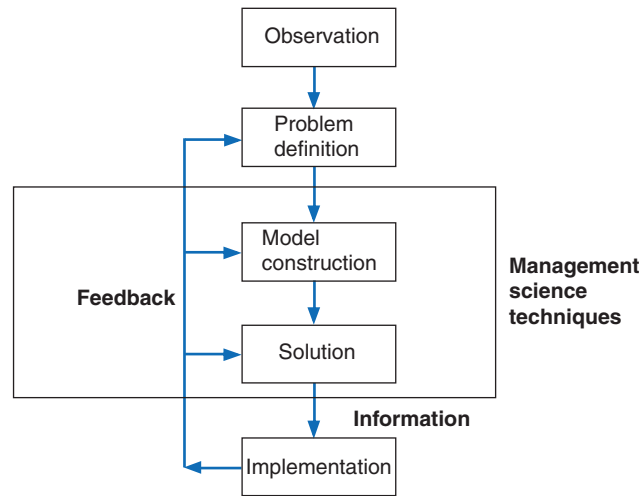 Observation
Problem
definition
Model
construction
Feedback
Management
science
techniques
Solution
Information
Implementation